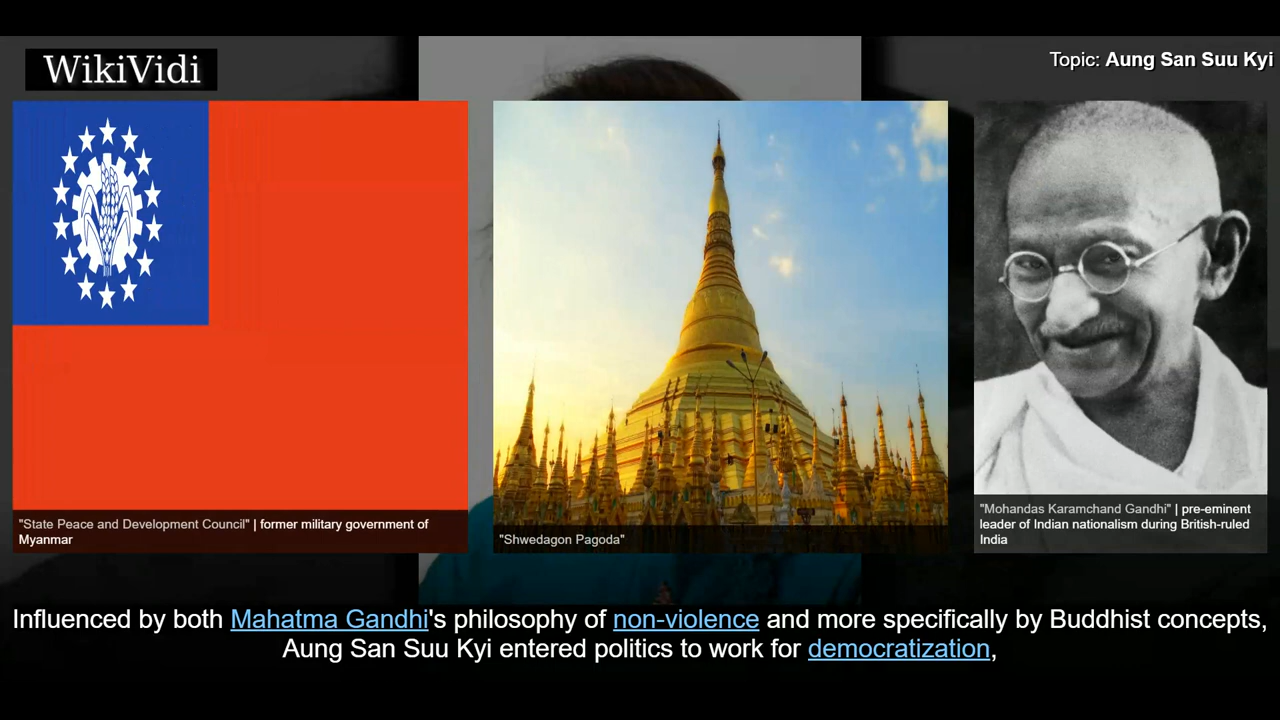 WikiVidi
Topic: Aung San Suu Kyi
"State Peace and Development Council" | former military government of
Myanmar
"Shwedagon Pagoda"
"Mohandas Karamchand Gandhi" | pre-eminent
leader of Indian nationalism during British-ruled
India
Influenced by both Mahatma Gandhi's philosophy of non-violence and more specifically by Buddhist concepts,
Aung San Suu Kyi entered politics to work for democratization,